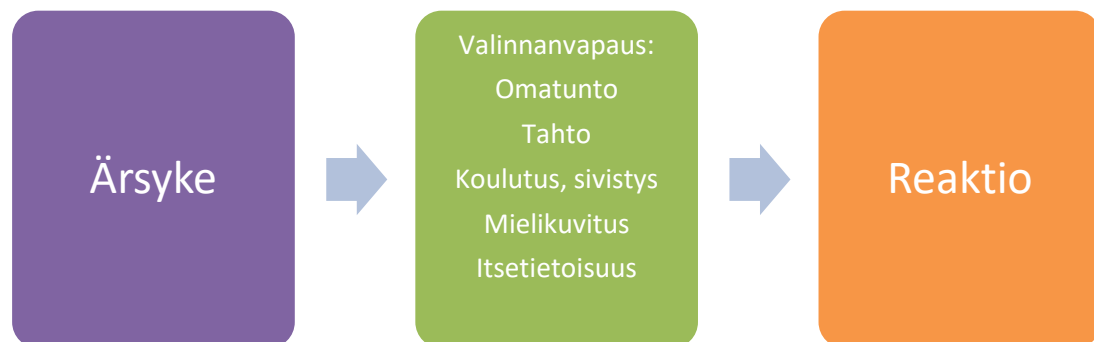 Ärsyke
Valinnanvapaus:
Omatunto
Tahto
Koulutus, sivistys
Mielikuvitus
Itsetietoisuus
Reaktio